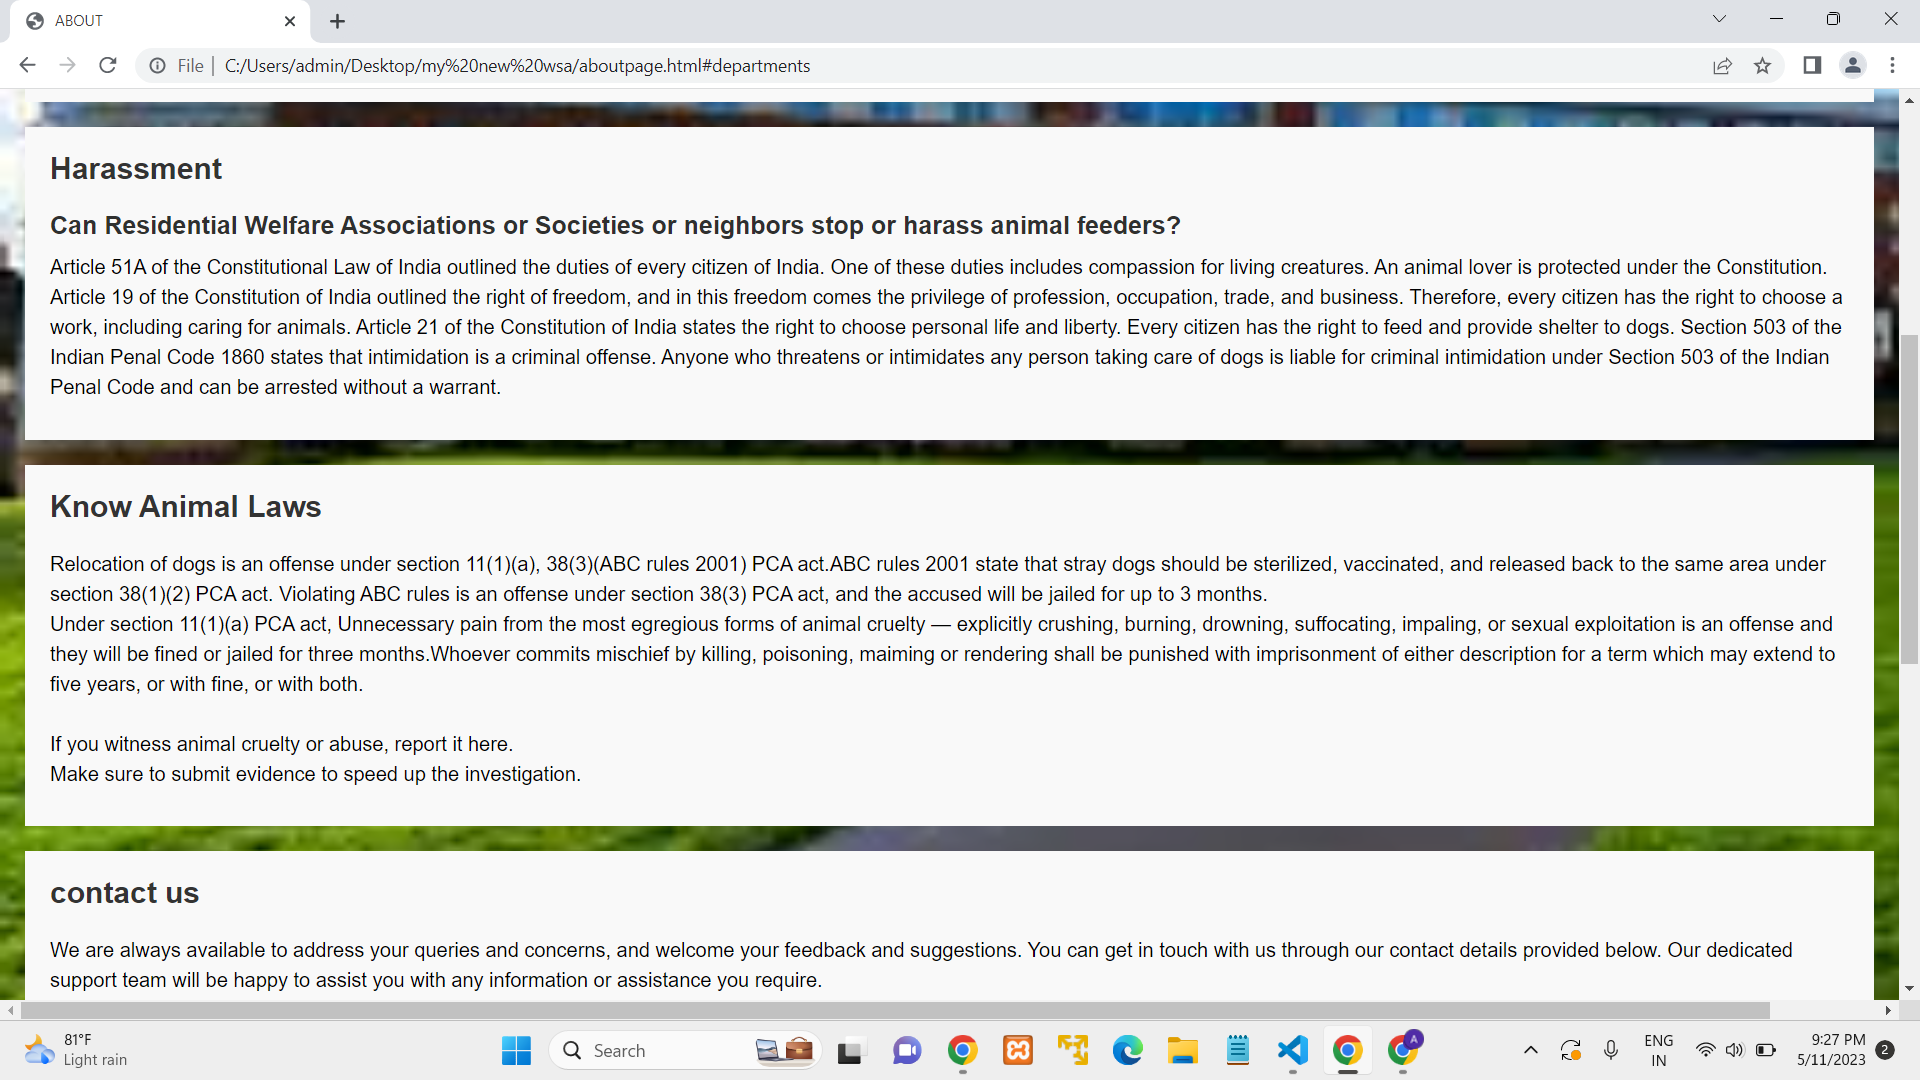 ABOUT
File
C:/Users/admin/Desktop/my%20new%20wsa/aboutpage.html#departments
Harassment
Can Residential Welfare Associations or Societies or neighbors stop or harass animal feeders?
Article 51A of the Constitutional Law of India outlined the duties of every citizen of India. One of these duties includes compassion for living creatures. An animal lover is protected under the Constitution.
Article 19 of the Constitution of India outlined the right of freedom, and in this freedom comes the privilege of profession, occupation, trade, and business. Therefore, every citizen has the right to choose a
work, including caring for animals. Article 21 of the Constitution of India states the right to choose personal life and liberty. Every citizen has the right to feed and provide shelter to dogs. Section 503 of the
Indian Penal Code 1860 states that intimidation is a criminal offense. Anyone who threatens or intimidates any person taking care of dogs is liable for criminal intimidation under Section 503 of the Indian
Penal Code and can be arrested without a warrant.
Know Animal Laws
Relocation of dogs is an offense under section 11(1)(a), 38(3)(ABC rules 2001) PCA act.ABC rules 2001 state that stray dogs should be sterilized, vaccinated, and released back to the same area under
section 38(1)(2) PCA act. Violating ABC rules is an offense under section 38(3) PCA act, and the accused will be jailed for up to 3 months.
Under section 11(1)(a) PCA act, Unnecessary pain from the most egregious forms of animal cruelty — explicitly crushing, burning, drowning, suffocating, impaling, or sexual exploitation is an offense and
they will be fined or jailed for three months.Whoever commits mischief by killing, poisoning, maiming or rendering shall be punished with imprisonment of either description for a term which may extend to
five years, or with fine, or with both.
If you witness animal cruelty or abuse, report it here.
Make sure to submit evidence to speed up the investigation.
contact us
We are always available to address your queries and concerns, and welcome your feedback and suggestions. You can get in touch with us through our contact details provided below. Our dedicated
support team will be happy to assist you with any information or assistance you require.
81°F
Light rain
Search
A
ENG
IN
9:27 PM
5/11/2023
2